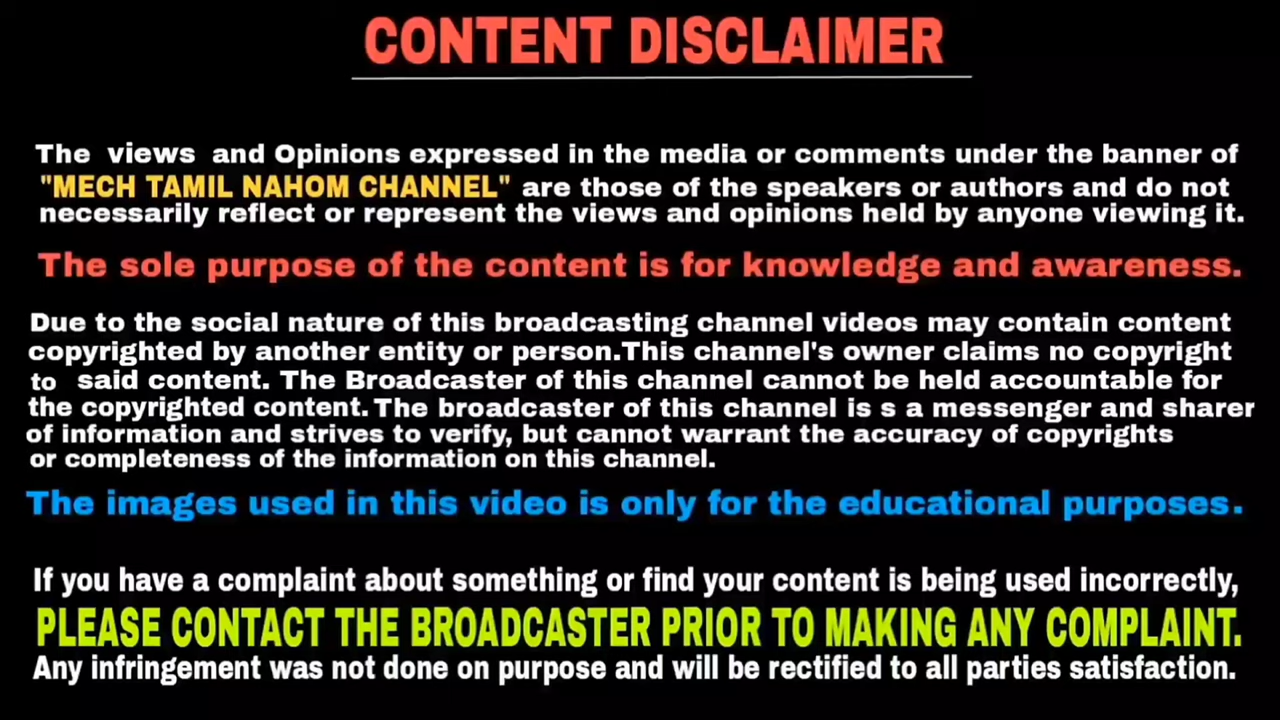 CONTENT DISCLAIMER
The views and Opinions expressed in the media or comments under the banner of
"MECH TAMIL NAHOM CHANNEL" are those of the speakers or authors and do not
necessarily reflect or represent the views and opinions held by anyone viewing it.
The sole purpose of the content is for knowledge and awareness.
Due to the social nature of this broadcasting channel videos may contain content
copyrighted by another entity or person.This channel's owner claims no copyright
to said content. The Broadcaster of this channel cannot be held accountable for
the copyrighted content. The broadcaster of this channel is s a messenger and sharer
of information and strives to verify, but cannot warrant the accuracy of copyrights
or completeness of the information on this channel.
The images used in this video is only for the educational purposes.
If you have a complaint about something or find your content is being used incorrectly,
PLEASE CONTACT THE BROADCASTER PRIOR TO MAKING ANY COMPLAINT.
Any infringement was not done on purpose and will be rectified to all parties satisfaction.